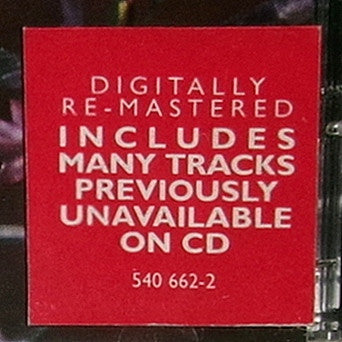 DIGITALLY
RE-MASTERED
INCLUDES
MANY TRACKS
PREVIOUSLY
UNAVAILABLE
ON CD
540 662-2